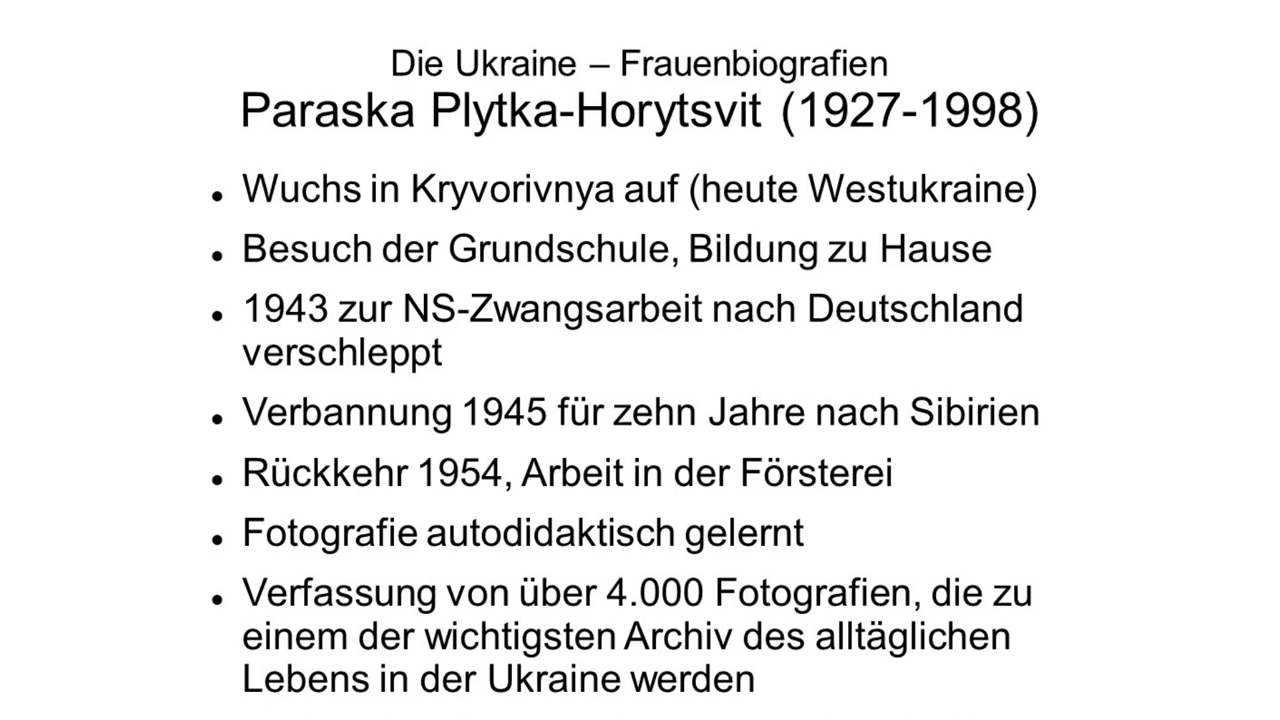 Die Ukraine – Frauenbiografien
Paraska Plytka-Horytsvit (1927-1998)
• Wuchs in Kryvorivnya auf (heute Westukraine)
• Besuch der Grundschule, Bildung zu Hause
• 1943 zur NS-Zwangsarbeit nach Deutschland
verschleppt
• Verbannung 1945 für zehn Jahre nach Sibirien
• Rückkehr 1954, Arbeit in der Försterei
• Fotografie autodidaktisch gelernt
• Verfassung von über 4.000 Fotografien, die zu
einem der wichtigsten Archiv des alltäglichen
Lebens in der Ukraine werden